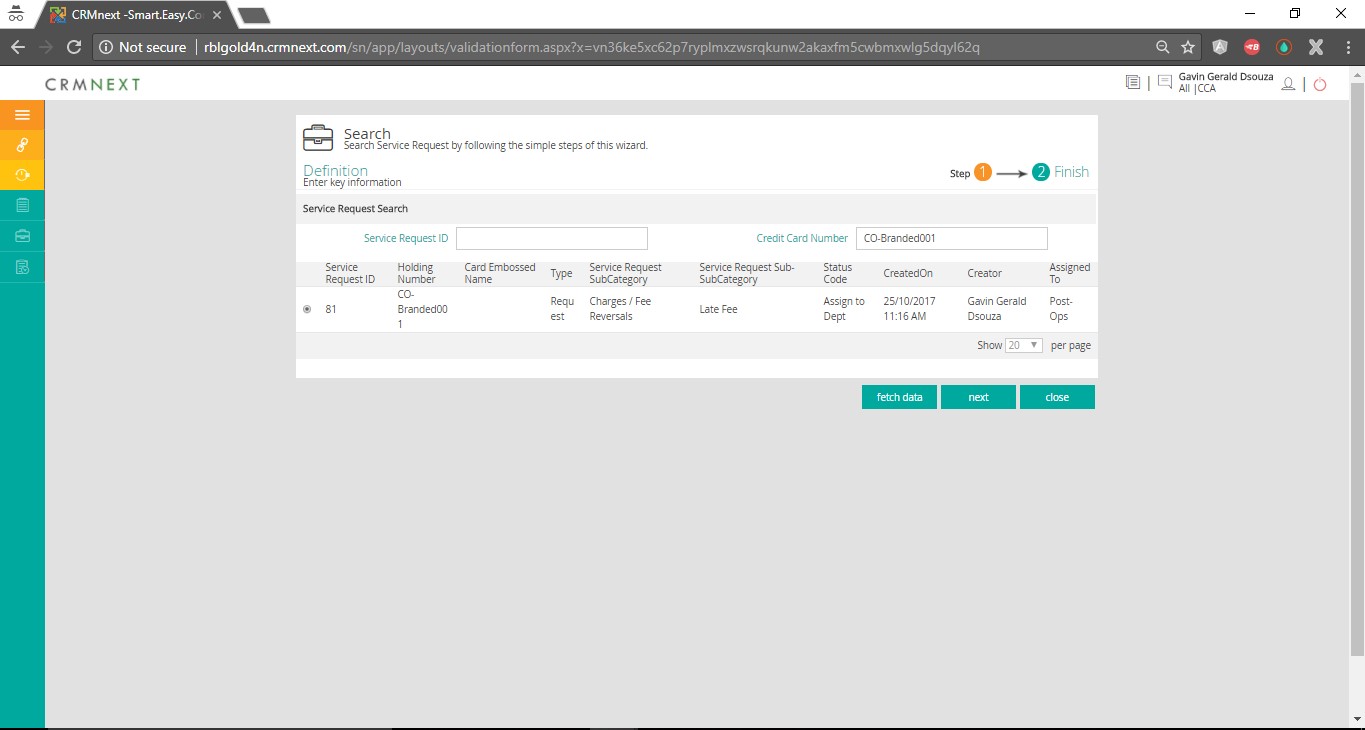 CRMnext -Smart.Easy.Co
Not secure rblgold4n.crmnext.com/sn/app/layouts/validationform.aspx?x=vn36ke5xc62p7ryplmxzwsrqkunw2akaxfm5cwbmxwlg5dqyl62q
CRMNEXT
Gavin Gerald Dsouza
All |CCA
Search
Search Service Request by following the simple steps of this wizard.
Definition
Enter key information
Step 1 2 Finish
Service Request Search
Service Request ID
Credit Card Number CO-Branded001
Service Request ID
Holding Number
Card Embossed Name
Type
Service Request SubCategory
Service Request Sub-SubCategory
Status Code
CreatedOn
Creator
Assigned To
81
CO-Branded001
Request
Charges / Fee Reversals
Late Fee
Assign to Dept
25/10/2017 11:16 AM
Gavin Gerald Dsouza
Post-Ops
Show 20 per page
fetch data
next
close